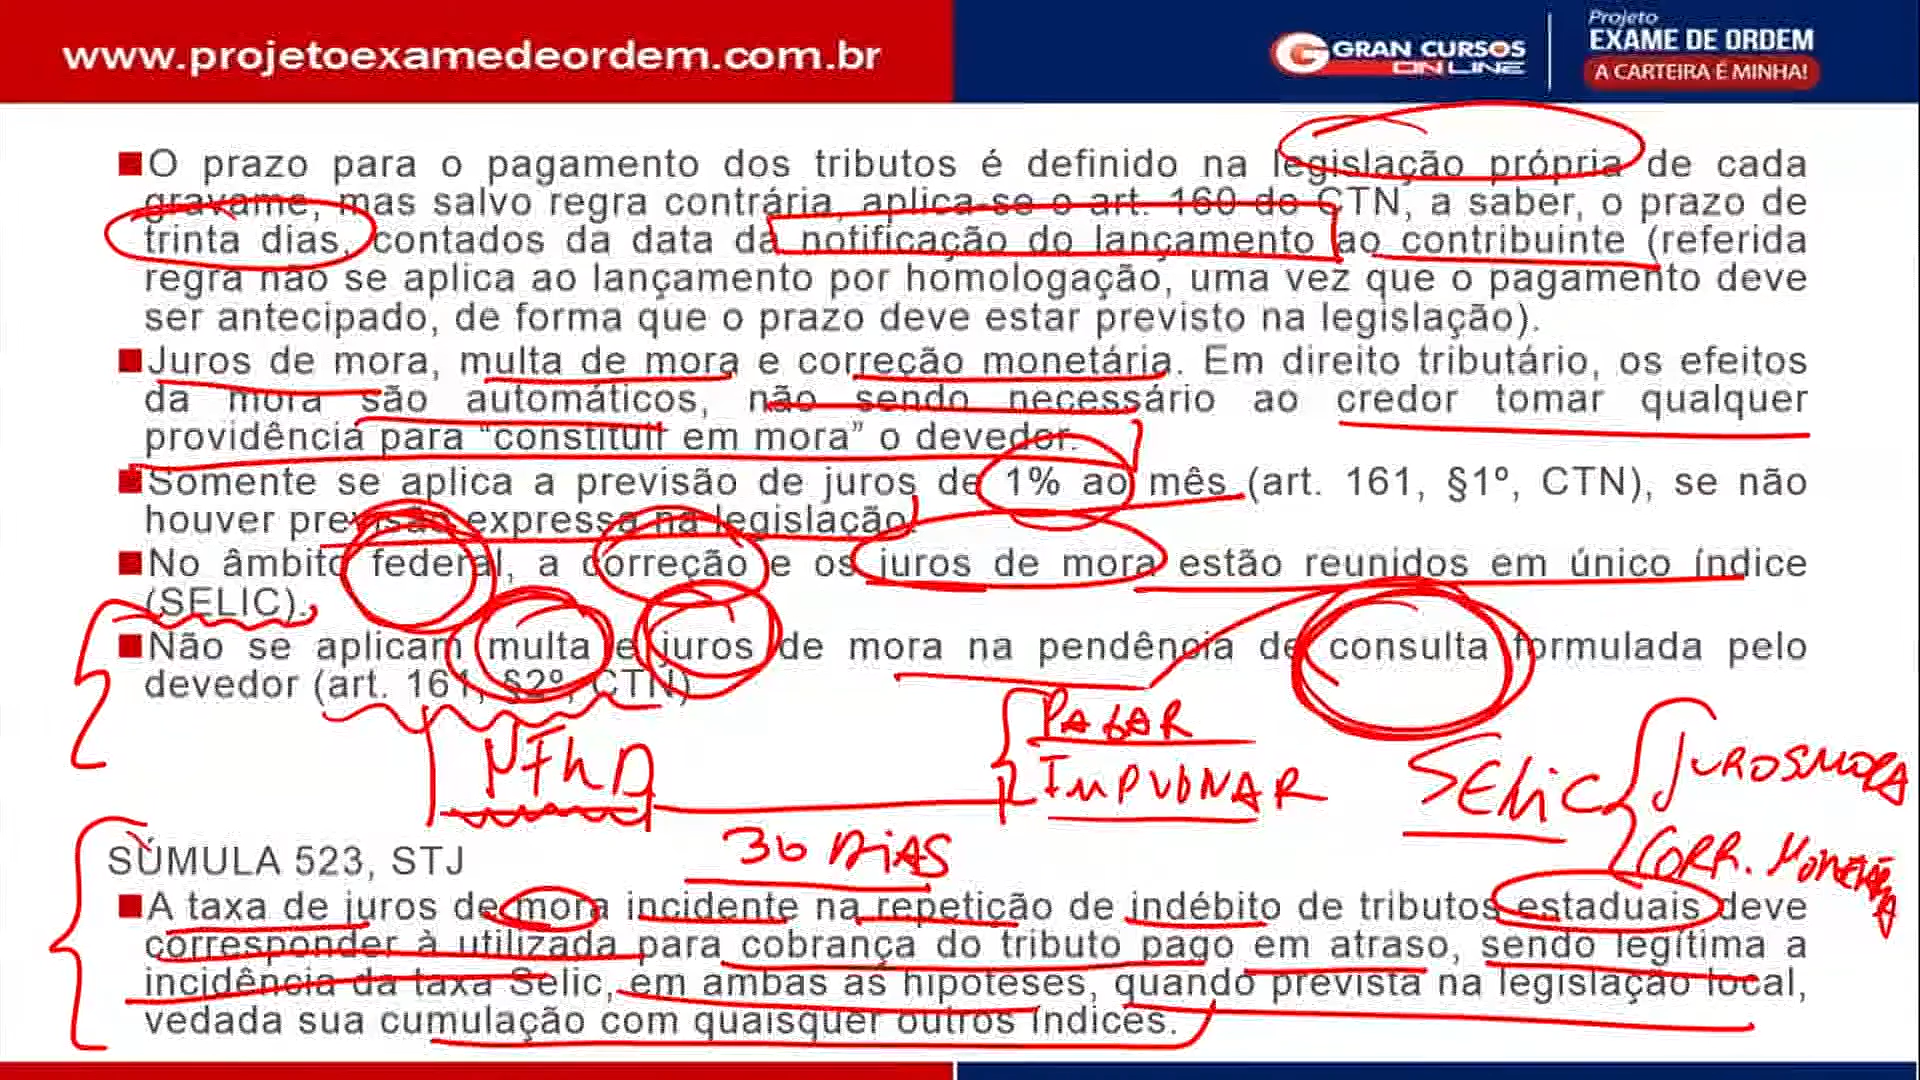 www.projetoexamedeordem.com.br
GRAN CURSOS
ONLINE
Projeto
EXAME DE ORDEM
A CARTEIRA É MINHA!
O prazo para o pagamento dos tributos é definido na legislação própria de cada
gravame, mas salvo regra contrária, aplica-se o art. 160 do CTN, a saber, o prazo de
trinta dias, contados da data da notificação do lançamento ao contribuinte (referida
regra não se aplica ao lançamento por homologação, uma vez que o pagamento deve
ser antecipado, de forma que o prazo deve estar previsto na legislação).
Juros de mora, multa de mora e correção monetária. Em direito tributário, os efeitos
da mora são automáticos, não sendo necessário ao credor tomar qualquer
providência para “constituir em mora” o devedor.
Somente se aplica a previsão de juros de 1% ao mês (art. 161, §1º, CTN), se não
houver previsão expressa na legislação.
No âmbito federal, a correção e os juros de mora estão reunidos em único índice
(SELIC).
Não se aplicam multa e juros de mora na pendência de consulta formulada pelo
devedor (art. 161, §2º, CTN)
PAGAR
IMPUGNAR
SELIC
JUROS MORA
CORR. MONETÁRIA
30 DIAS
SÚMULA 523, STJ
A taxa de juros de mora incidente na repetição de indébito de tributos estaduais deve
corresponder à utilizada para cobrança do tributo pago em atraso, sendo legítima a
incidência da taxa Selic, em ambas as hipóteses, quando prevista na legislação local,
vedada sua cumulação com quaisquer outros índices.